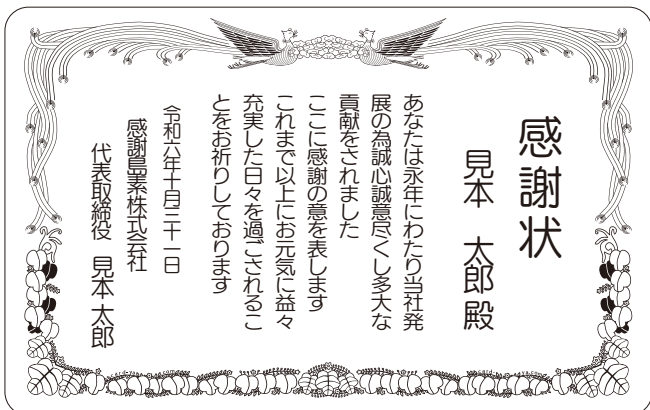 感謝状
見本 太郎 殿
あなたは永年にわたり当社発
展の為誠心誠意尽くし多大な
貢献をされました
ここに感謝の意を表します
これまで以上にお元気に益々
充実した日々を過ごされるこ
とをお祈りしております
令和六年十月三十一日
感謝産業株式会社
代表取締役 見本 太郎